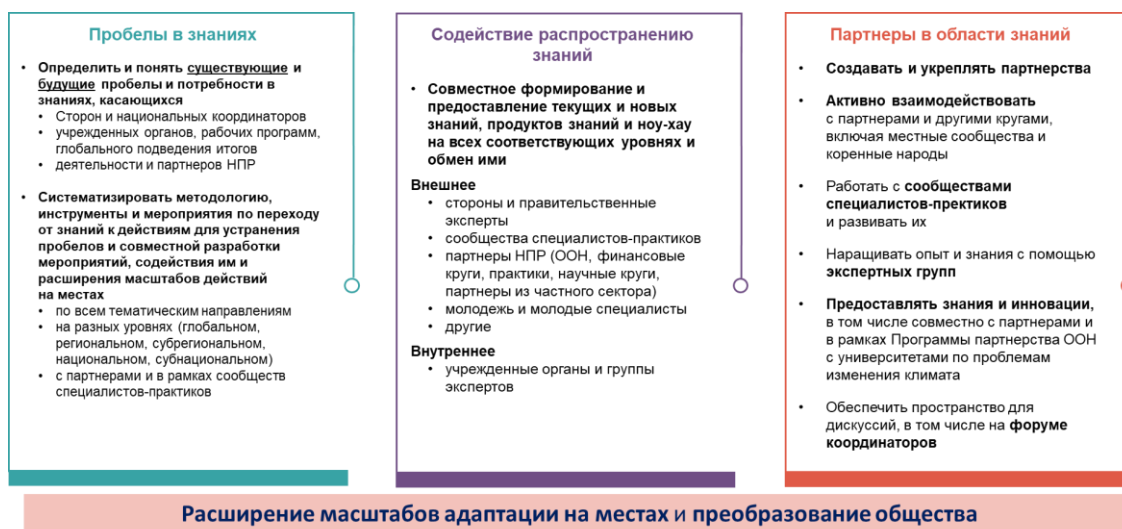 Пробелы в знаниях
• Определить и понять существующие и
будущие пробелы и потребности в
знаниях, касающихся
• Сторон и национальных координаторов
• учрежденных органов, рабочих программ,
глобального подведения итогов
• деятельности и партнеров НПР
• Систематизировать методологию,
инструменты и мероприятия по переходу
от знаний к действиям для устранения
пробелов и совместной разработки
мероприятий, содействия им и
расширения масштабов действий
на местах
• по всем тематическим направлениям
• на разных уровнях (глобальном,
региональном, субрегиональном,
национальном, субнациональном)
• с партнерами и в рамках сообществ
специалистов-практиков
Содействие распространению
знаний
• Совместное формирование и
предоставление текущих и новых
знаний, продуктов знаний и ноу-хау
на всех соответствующих уровнях и
обмен ими
Внешнее
• стороны и правительственные
эксперты
• сообщества специалистов-практиков
• партнеры НПР (ООН, финансовые
круги, практики, научные круги,
партнеры из частного сектора)
• молодежь и молодые специалисты
• другие
Внутреннее
• учрежденные органы и группы
экспертов
Партнеры в области знаний
• Создавать и укреплять партнерства
• Активно взаимодействовать
с партнерами и другими кругами,
включая местные сообщества и
коренные народы
• Работать с сообществами
специалистов-пректиков
и развивать их
• Наращивать опыт и знания с помощью
экспертных групп
• Предоставлять знания и инновации,
в том числе совместно с партнерами и
в рамках Программы партнерства ООН
с университетами по проблемам
изменения климата
• Обеспечить пространство для
дискуссий, в том числе на форуме
координаторов
Расширение масштабов адаптации на местах и преобразование общества